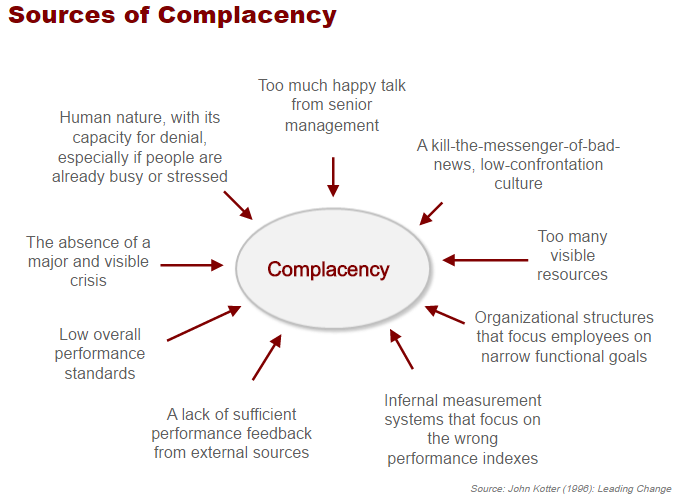 Sources of Complacency
Too much happy talk
from senior
management
Human nature, with its
capacity for denial,
especially if people are
already busy or stressed
A kill-the-messenger-of-bad-
news, low-confrontation
culture
The absence of a
major and visible
crisis
Complacency
Too many
visible
resources
Low overall
performance
standards
Organizational structures
that focus employees on
narrow functional goals
A lack of sufficient
performance feedback
from external sources
Infernal measurement
systems that focus on
the wrong
performance indexes
Source: John Kotter (1996): Leading Change